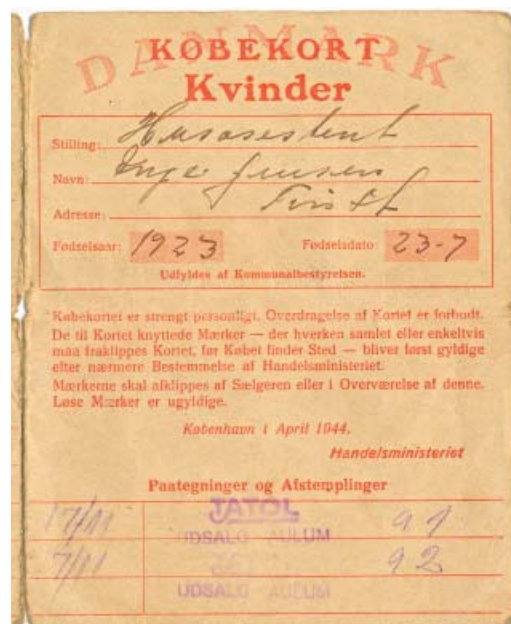 DANMARK
KØBEKORT
Kvinder
Stilling: Husassistent
Navn: Inge Jensen
Adresse:
Fødselsaar: 1923 Fødselsdato: 23-7
Udfyldes af Kommunalbestyrelsen.
Købekortet er strengt personligt. Overdragelse af Kortet er forbudt.
De til Kortet knyttede Mærker — der hverken samlet eller enkeltvis
maa fraklippes Kortet, før Købet finder Sted — bliver først gyldige
efter nærmere Bestemmelse af Handelsministeriet.
Mærkerne skal afklippes af Sælgeren eller i Overværelse af denne.
Løse Mærker er ugyldige.
København i April 1944.
Handelsministeriet
Paategninger og Afstemplinger
17/11 JATOL 91
UDSALG AULUM
7/11 92
UDSALG AULUM